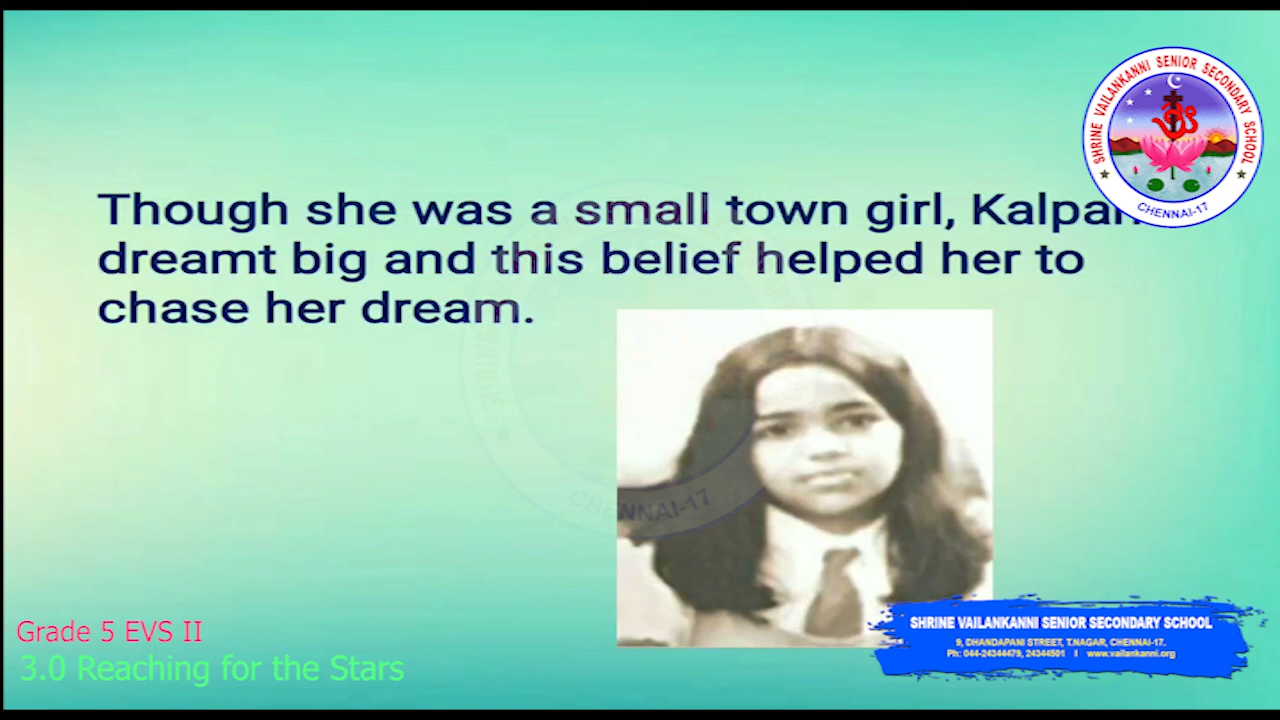 SHRINE VAILANKANNI SENIOR SECONDARY SCHOOL
CHENNAI-17
Though she was a small town girl,
dreamt big and this belief helped her to
chase her dream.
CHENNAI-17
Grade 5 EVS II
3.0 Reaching for the Stars
SHRINE VAILANKANNI SENIOR SECONDARY SCHOOL
9, DHANDAPANI STREET, T.NAGAR, CHENNAI-17.
Ph: 044-24344479, 24344501 I www.vailankanni.org